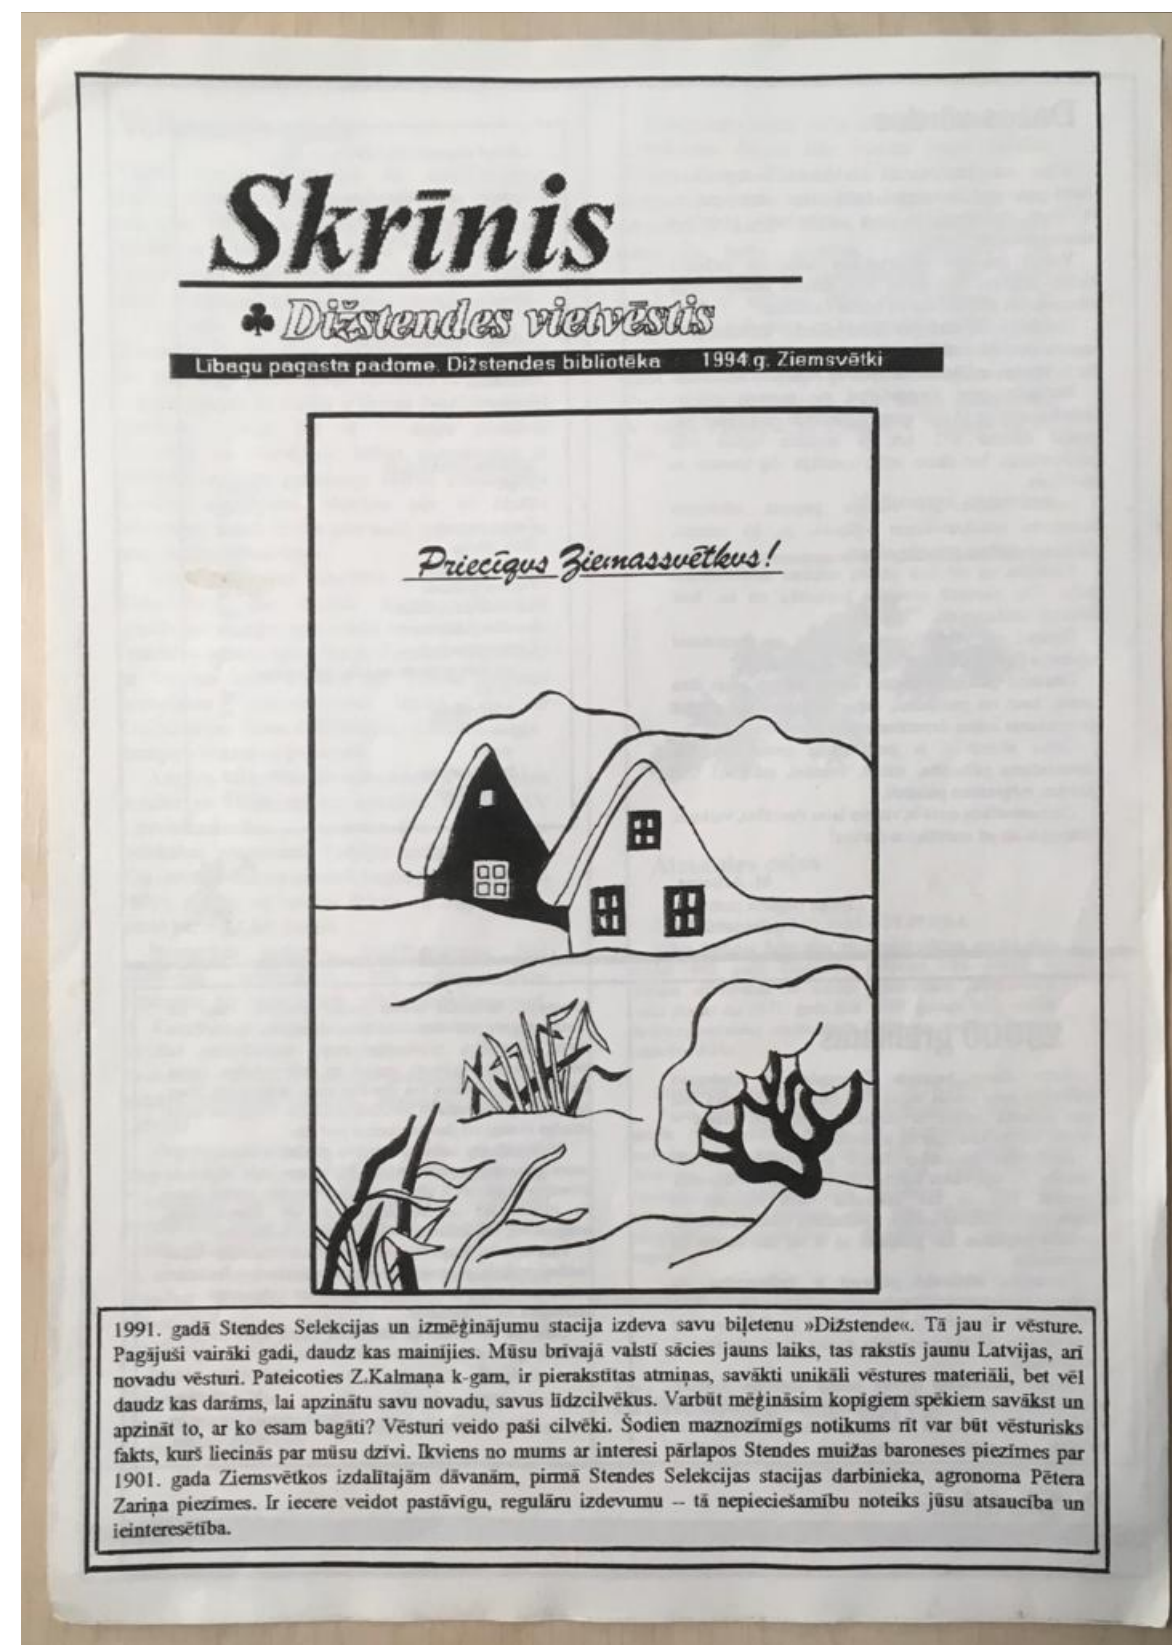 Skrīnis
Dižstendes vietvēstis
Lībagu pagasta padome. Dižstendes bibliotēka 1994.g. Ziemsvētki
Priecīgus Ziemassvētkus!
1991. gadā Stendes Selekcijas un izmēģinājumu stacija izdeva savu biļetenu »Dižstende«. Tā jau ir vēsture.
Pagājuši vairāki gadi, daudz kas mainījies. Mūsu brīvajā valstī sācies jauns laiks, tas rakstīs jaunu Latvijas, arī
novadu vēsturi. Pateicoties Z.Kalmaņa k-gam, ir pierakstītas atmiņas, savākti unikāli vēstures materiāli, bet vēl
daudz kas darāms, lai apzinātu savu novadu, savus līdzcilvēkus. Varbūt mēģināsim kopīgiem spēkiem savākst un
apzināt to, ar ko esam bagāti? Vēsturi veido paši cilvēki. Šodien maznozīmīgs notikums rīt var būt vēsturisks
fakts, kurš liecinās par mūsu dzīvi. Ikviens no mums ar interesi pārlapos Stendes muižas baroneses piezīmes par
1901. gada Ziemsvētkos izdalītajām dāvanām, pirmā Stendes Selekcijas stacijas darbinieka, agronoma Pētera
Zariņa piezīmes. Ir iecere veidot pastāvīgu, regulāru izdevumu -- tā nepieciešamību noteiks jūsu atsaucība un
ieinteresētība.